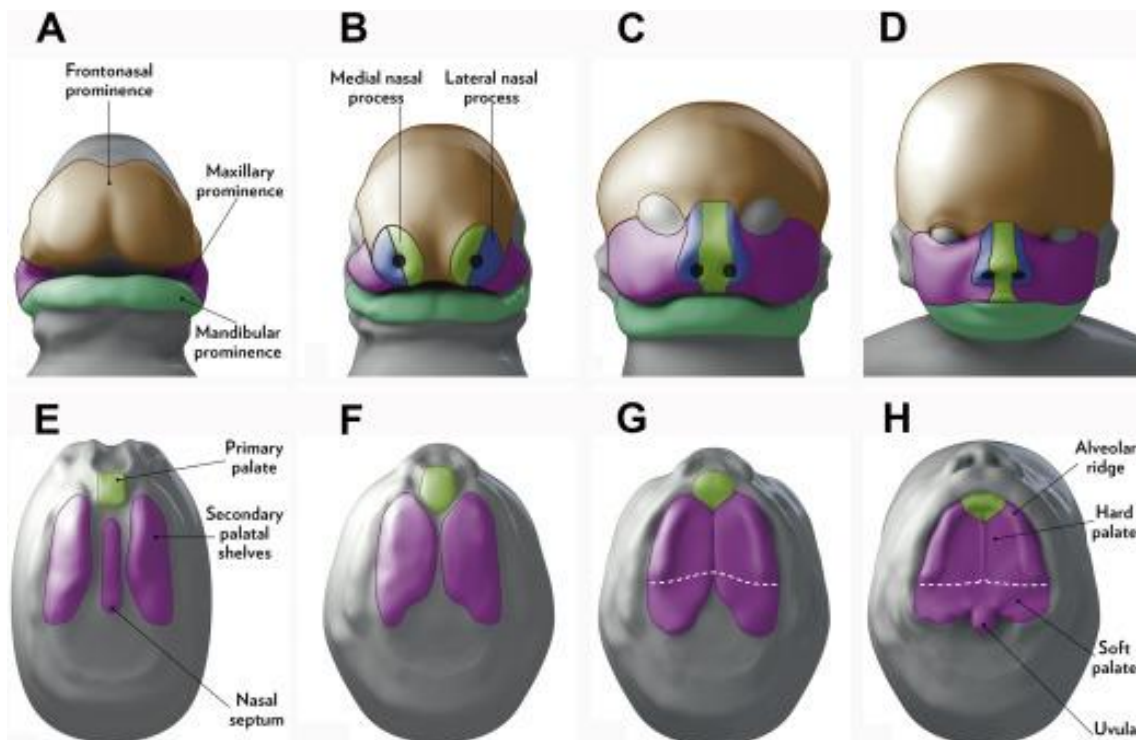 A
B
C
D
Frontonasal
prominence
Maxillary
prominence
Mandibular
prominence
Medial nasal
process
Lateral nasal
process
E
F
G
H
Primary
palate
Secondary
palatal
shelves
Nasal
septum
Alveolar
ridge
Hard
palate
Soft
palate
Uvula